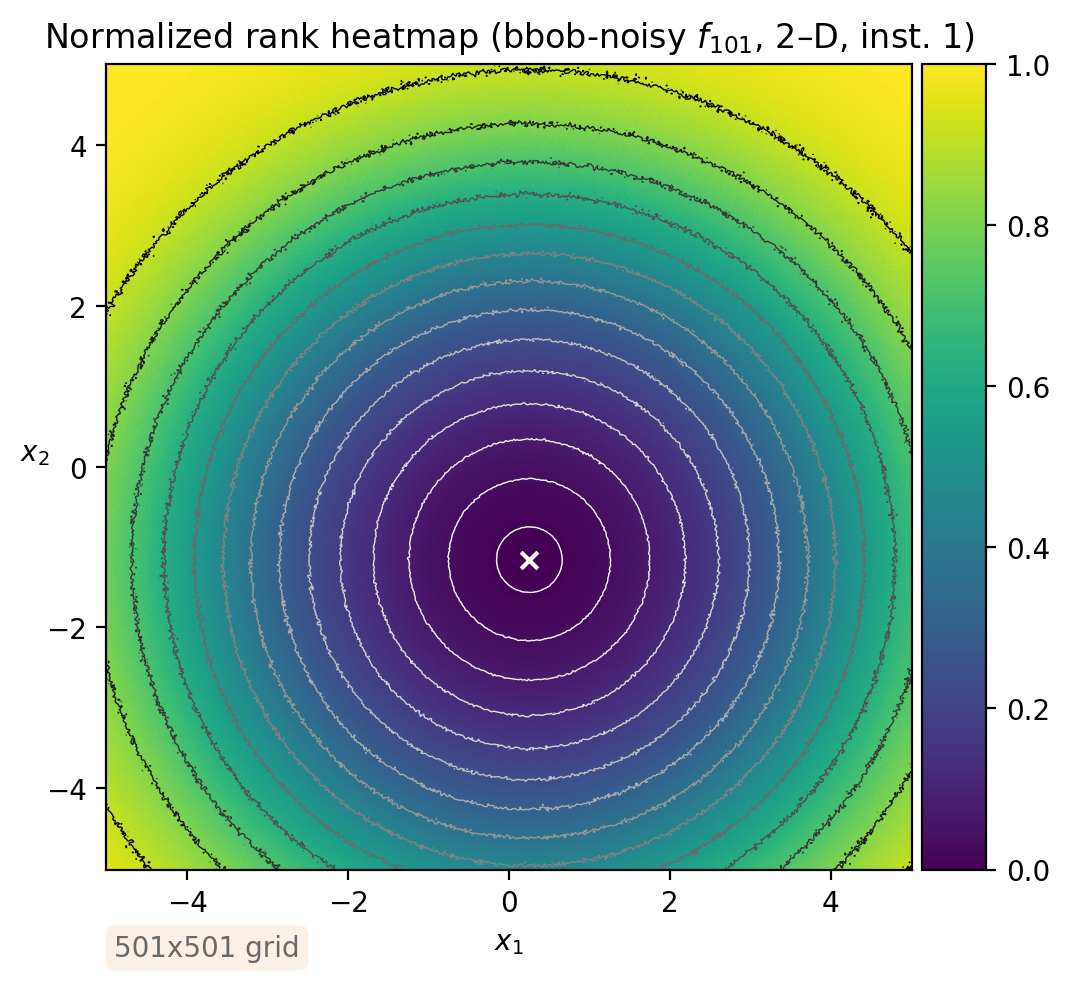 Normalized rank heatmap (bbob-noisy f₁₀₁, 2–D, inst. 1)
1.0
0.8
0.6
0.4
0.2
0.0
4
2
0
−2
−4
x₂
−4 −2 0 2 4
x₁
501x501 grid